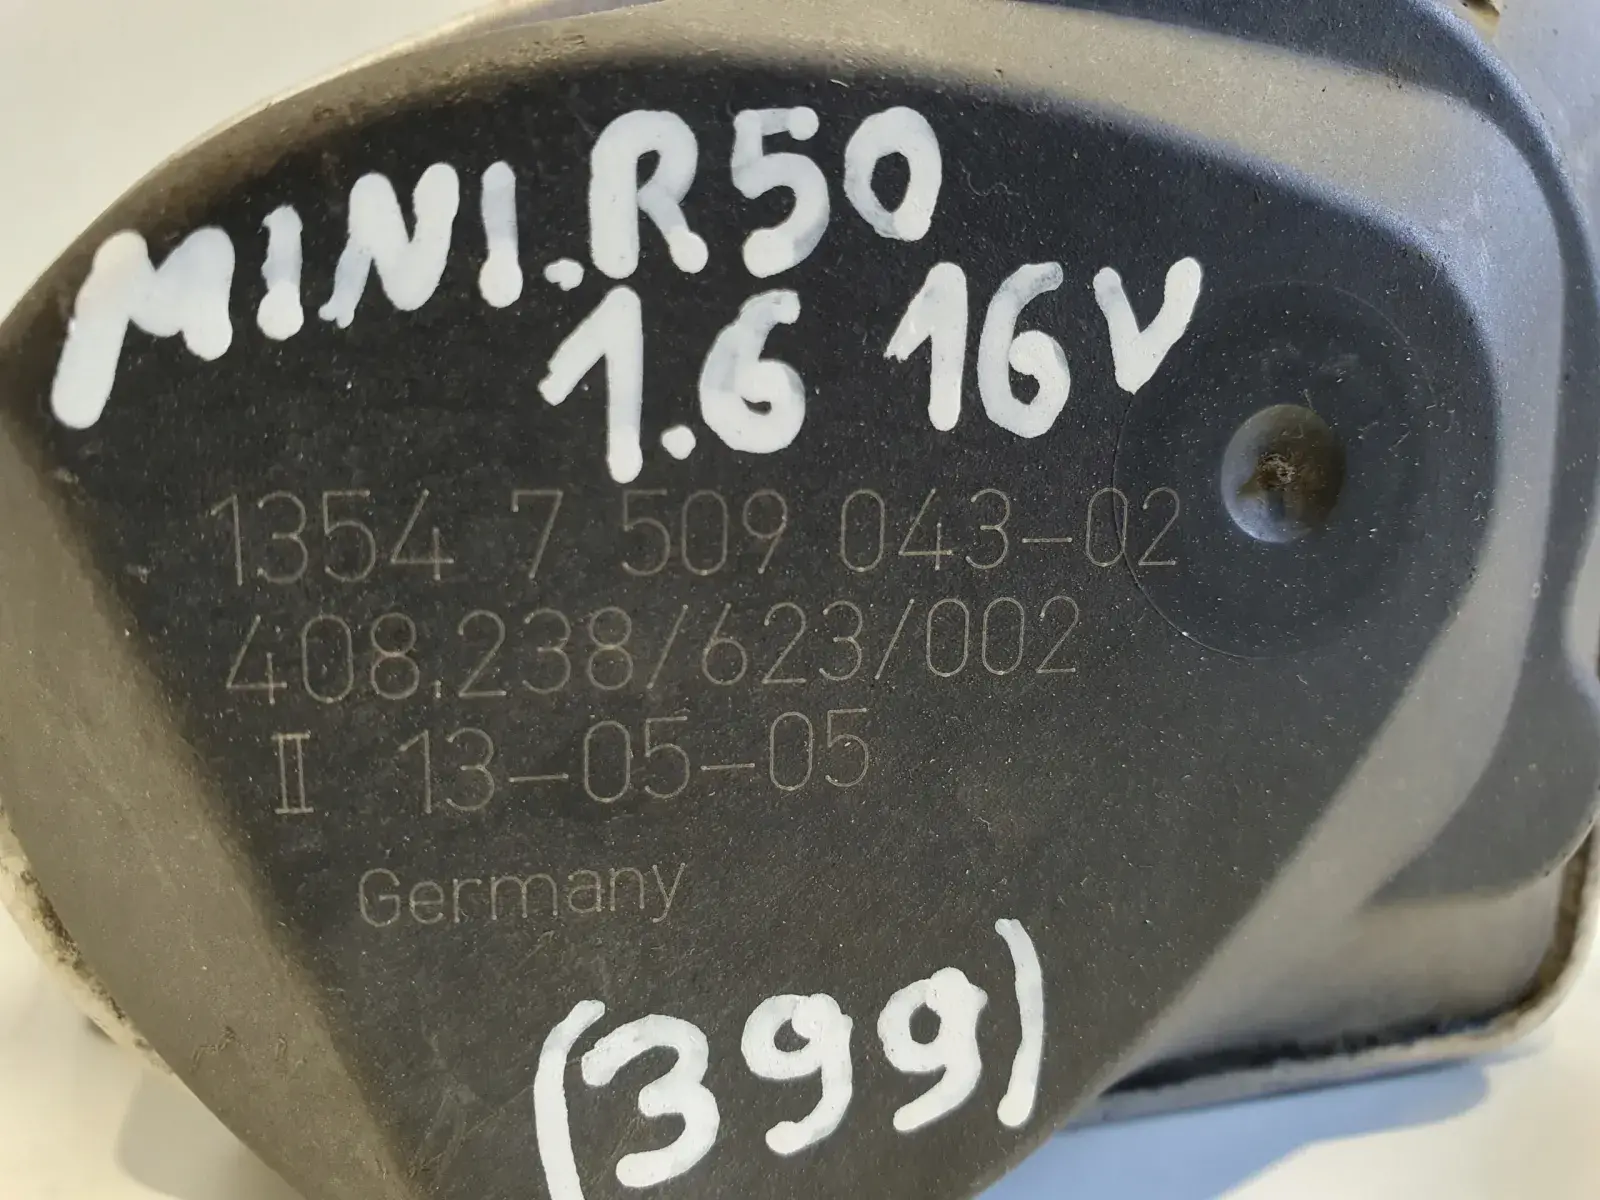 MINI.R50
1.6 16V
1354 7 509 043-02
408.238/623/002
II 13-05-05
Germany
(399)